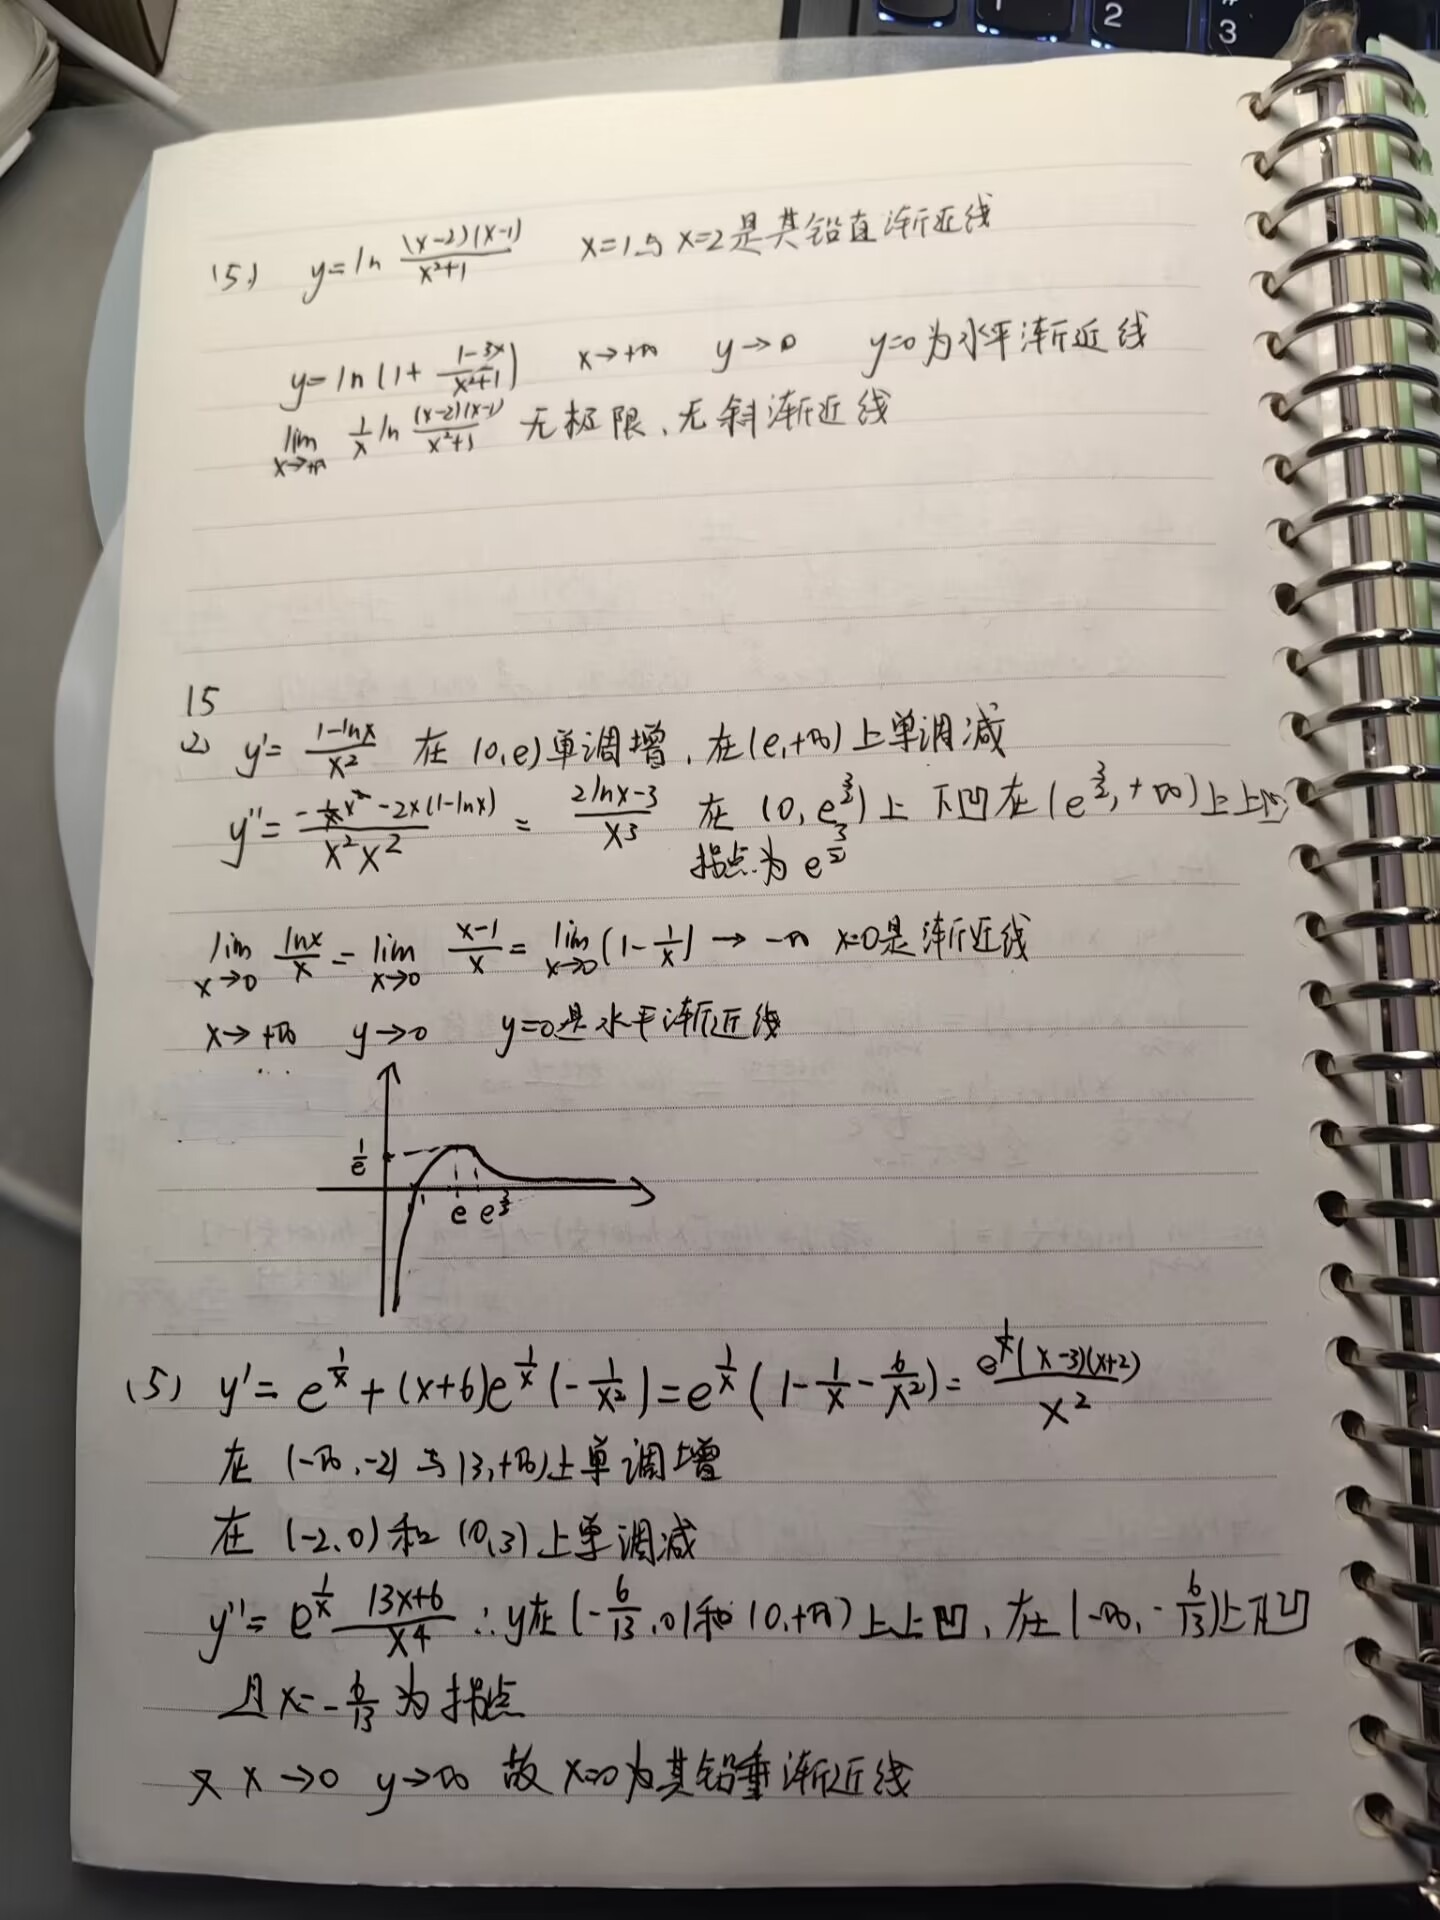 (5) y=ln (x-2)(x-1)/(x²+1) x=1与x=2是其铅直渐近线
y=ln(1+ (1-3x)/(x²+1)) x→+∞ y→0 y=0为水平渐近线
lim x→+∞ 1/x ln (x-2)(x-1)/(x²+1) 无极限,无斜渐近线
15
(2) y'= (1-lnx)/x² 在(0,e)单调增,在(e,+∞)上单调减
y''= (-1/x x² -2x(1-lnx))/(x²x²) = (2lnx-3)/x³ 在(0,e^(3/2))上下凹在(e^(3/2),+∞)上上凹
拐点为e^(3/2)
lim x→0 lnx/x = lim x→0 (x-1)/x = lim x→0 (1-1/x) → -∞ x=0是渐近线
x→+∞ y→0 y=0是水平渐近线
1/e
1 e e^(3/2)
(5) y'=e^(1/x)+(x+6)e^(1/x)(-1/x²)=e^(1/x)(1-1/x-6/x²)= e^(1/x)(x-3)(x+2)/x²
在(-∞,-2)与(3,+∞)上单调增
在(-2,0)和(0,3)上单调减
y''=e^(1/x) (13x+6)/x⁴ ∴y在(-6/13,0)和(0,+∞)上上凹,在(-∞,-6/13)上下凹
且x=-6/13为拐点
又x→0 y→∞ 故x=0为其铅垂渐近线